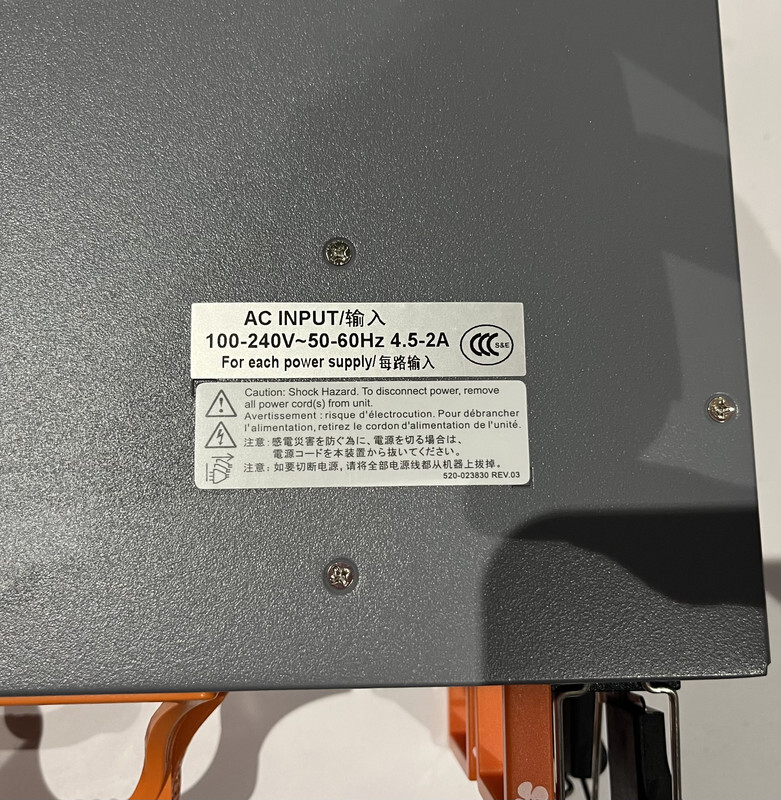 AC INPUT/输入
100-240V~50-60Hz 4.5-2A
For each power supply/每路输入
CCC S&E
Caution: Shock Hazard. To disconnect power, remove
all power cord(s) from unit.
Avertissement : risque d'électrocution. Pour débrancher
l'alimentation, retirez le cordon d'alimentation de l'unité.
注意: 感電災害を防ぐ為に、電源を切る場合は、
電源コードを本装置から抜いてください。
注意: 如要切断电源, 请将全部电源线都从机器上拔掉。
520-023830 REV.03